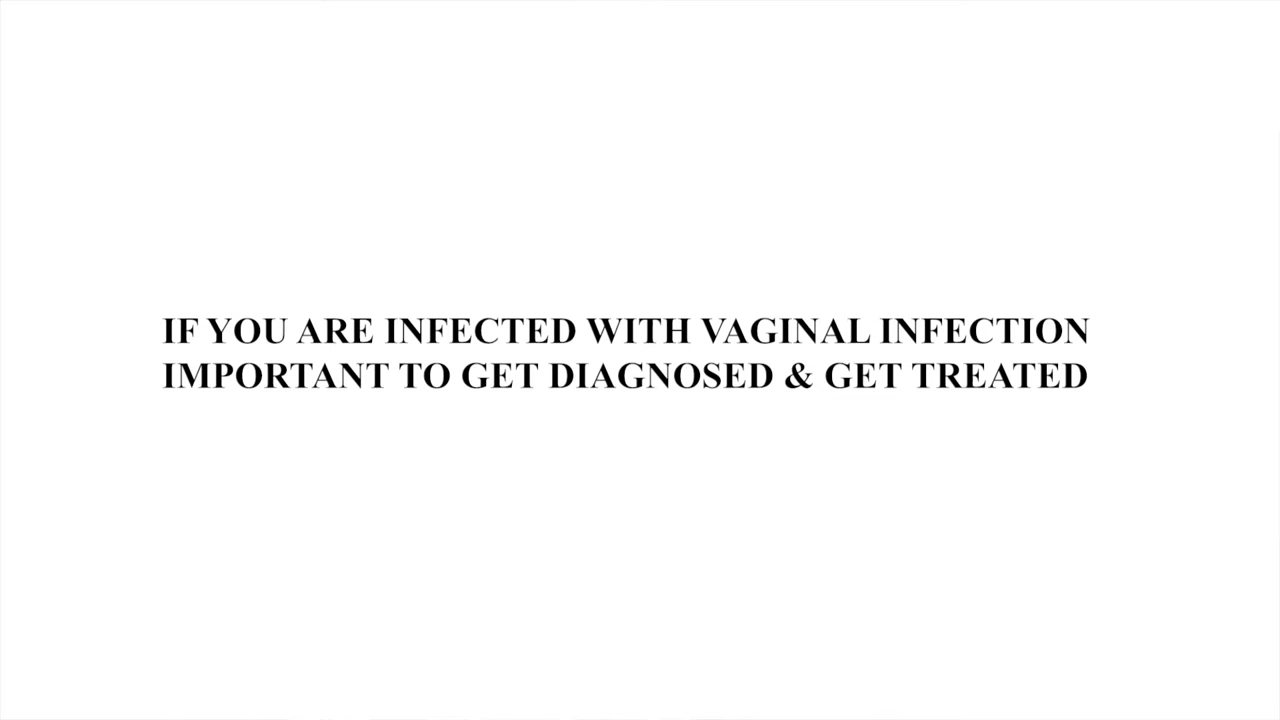 IF YOU ARE INFECTED WITH VAGINAL INFECTION
IMPORTANT TO GET DIAGNOSED & GET TREATED